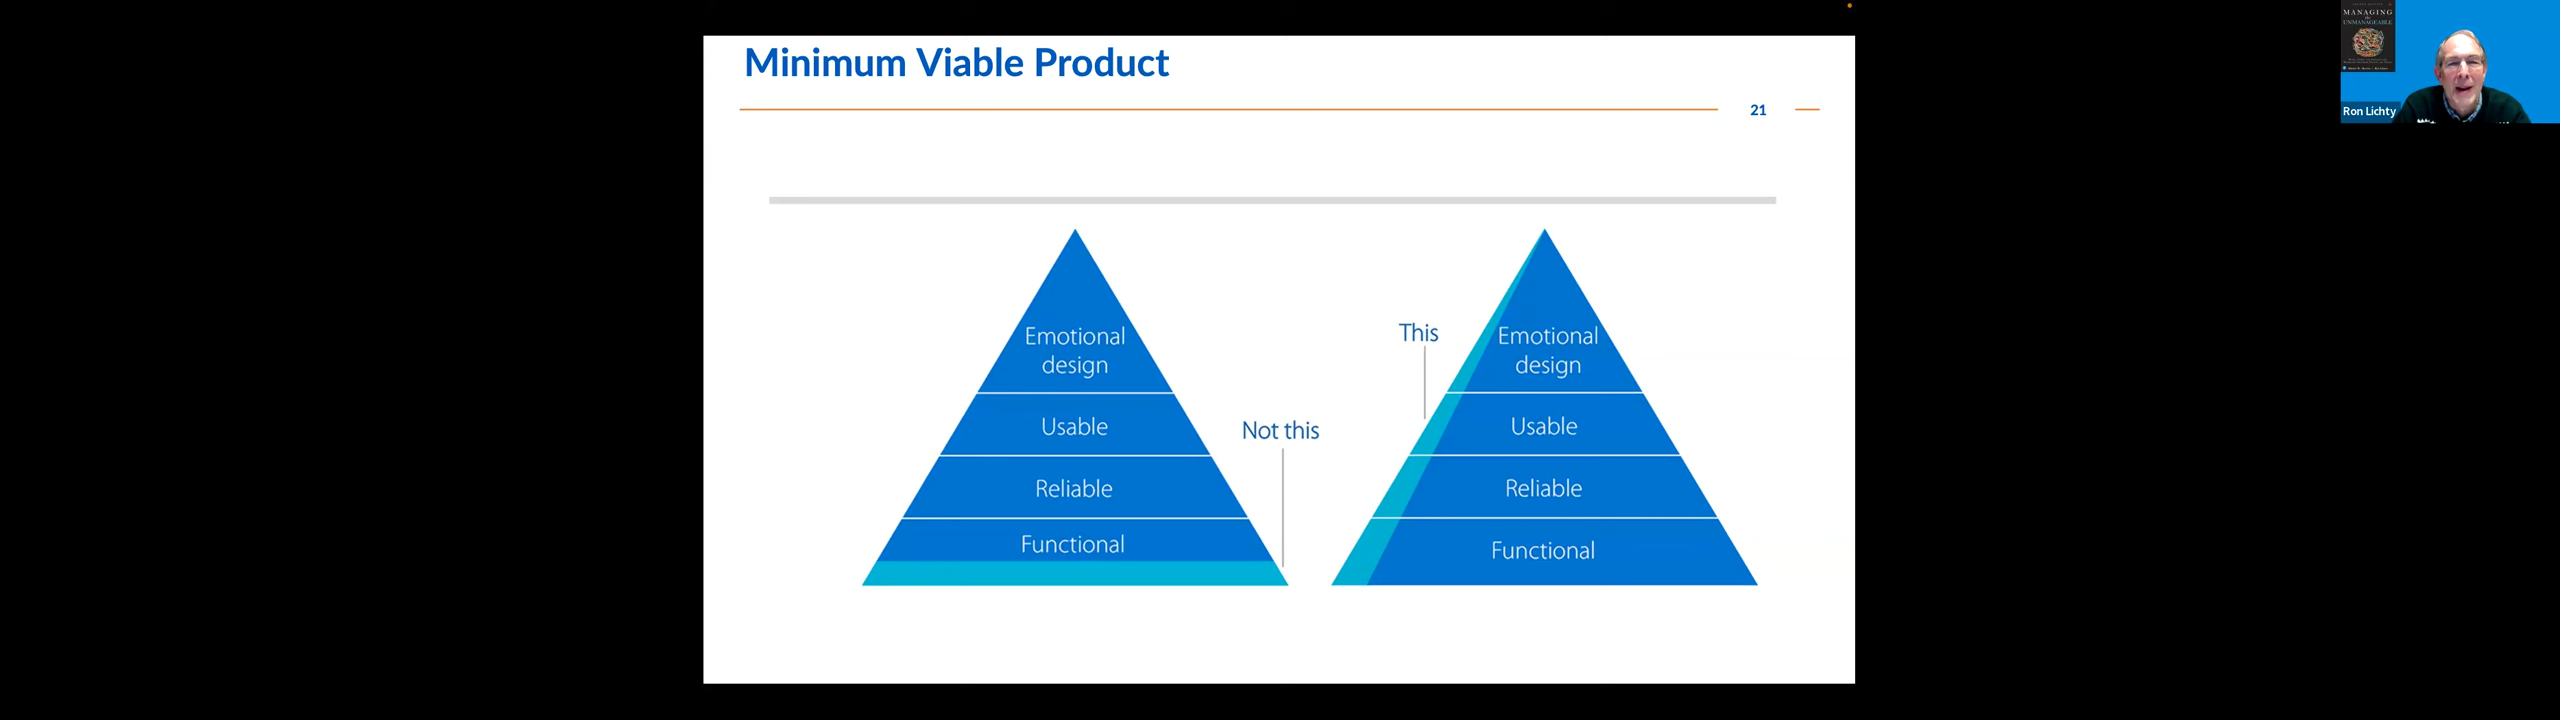 Minimum Viable Product
21
Emotional
design
Usable
Reliable
Functional
Not this
This
Emotional
design
Usable
Reliable
Functional
MANAGING
the
UNMANAGEABLE
Ron Lichty